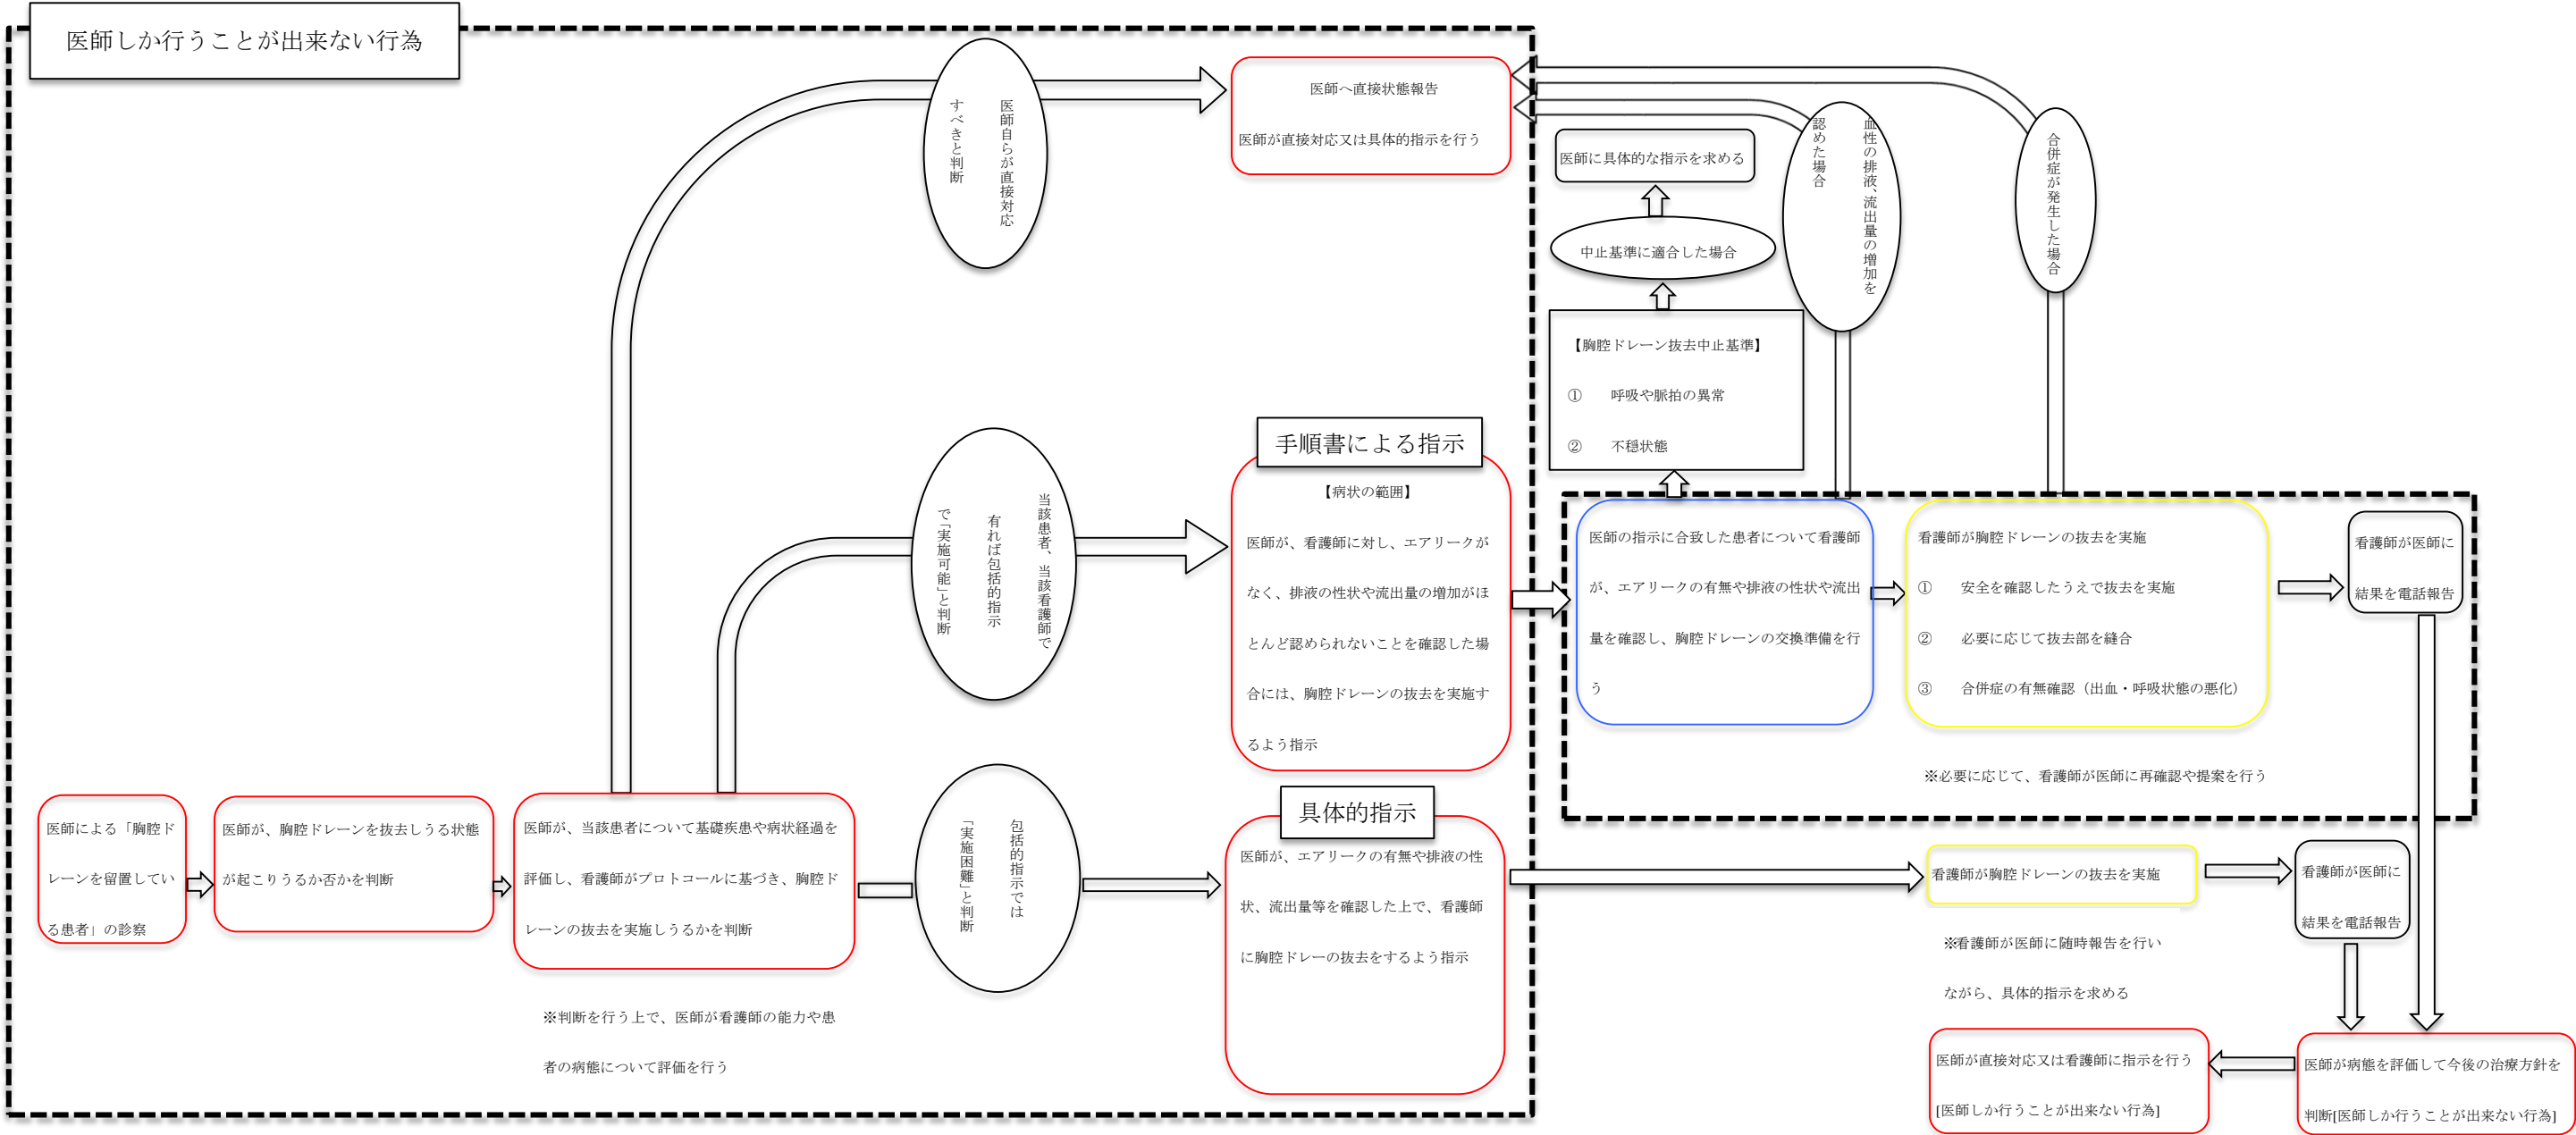 医師しか行うことが出来ない行為
医師自らが直接対応
すべきと判断
医師へ直接状態報告
医師が直接対応又は具体的指示を行う
医師に具体的な指示を求める
中止基準に適合した場合
血性の排液、流出量の増加を
認めた場合
合併症が発生した場合
【胸腔ドレーン抜去中止基準】
① 呼吸や脈拍の異常
② 不穏状態
当該患者、当該看護師で
有れば包括的指示
で「実施可能」と判断
手順書による指示
【病状の範囲】
医師が、看護師に対し、エアリークが
なく、排液の性状や流出量の増加がほ
とんど認められないことを確認した場
合には、胸腔ドレーンの抜去を実施す
るよう指示
医師の指示に合致した患者について看護師
が、エアリークの有無や排液の性状や流出
量を確認し、胸腔ドレーンの交換準備を行
う
看護師が胸腔ドレーンの抜去を実施
① 安全を確認したうえで抜去を実施
② 必要に応じて抜去部を縫合
③ 合併症の有無確認（出血・呼吸状態の悪化）
看護師が医師に
結果を電話報告
※必要に応じて、看護師が医師に再確認や提案を行う
医師による「胸腔ド
レーンを留置してい
る患者」の診察
医師が、胸腔ドレーンを抜去しうる状態
が起こりうるか否かを判断
医師が、当該患者について基礎疾患や病状経過を
評価し、看護師がプロトコールに基づき、胸腔ド
レーンの抜去を実施しうるかを判断
※判断を行う上で、医師が看護師の能力や患
者の病態について評価を行う
包括的指示では
「実施困難」と判断
具体的指示
医師が、エアリークの有無や排液の性
状、流出量等を確認した上で、看護師
に胸腔ドレーの抜去をするよう指示
看護師が胸腔ドレーンの抜去を実施
※看護師が医師に随時報告を行い
ながら、具体的指示を求める
看護師が医師に
結果を電話報告
医師が直接対応又は看護師に指示を行う
[医師しか行うことが出来ない行為]
医師が病態を評価して今後の治療方針を
判断[医師しか行うことが出来ない行為]